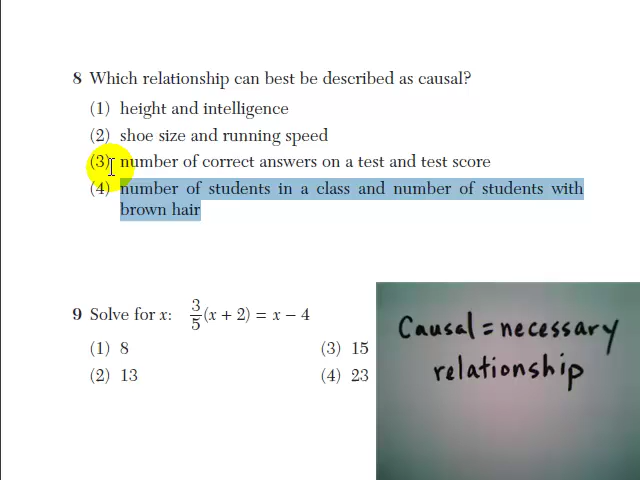 8 Which relationship can best be described as causal?
(1) height and intelligence
(2) shoe size and running speed
(3) number of correct answers on a test and test score
(4) number of students in a class and number of students with
brown hair
9 Solve for x: 3/5(x + 2) = x − 4
(1) 8
(2) 13
(3) 15
(4) 23
Causal = necessary
relationship